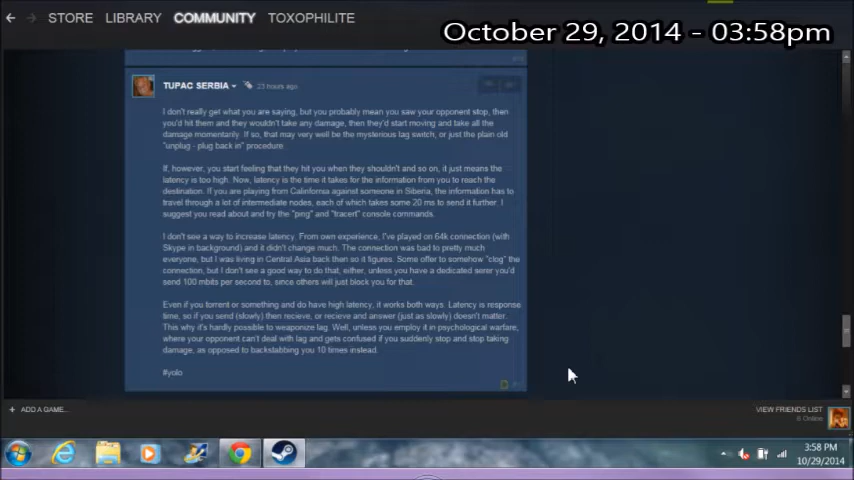 STORE LIBRARY COMMUNITY TOXOPHILITE
October 29, 2014 - 03:58pm
TUPAC SERBIA 23 hours ago
I don't really get what you are saying, but you probably mean you saw your opponent stop, then
you'd hit them and they wouldn't take any damage, then they'd start moving and take all the
damage momentarily. If so, that may very well be the mysterious lag switch, or just the plain old
"unplug - plug back in" procedure.
If, however, you start feeling that they hit you when they shouldn't and so on, it just means the
latency is too high. Now, latency is the time it takes for the information from you to reach the
destination. If you are playing from California against someone in Siberia, the information has to
travel through a lot of intermediate nodes, each of which takes some 20 ms to send it further. I
suggest you read about and try the "ping" and "tracert" console commands.
I don't see a way to increase latency. From own experience, I've played on 64k connection (with
Skype in background) and it didn't change much. The connection was bad to pretty much
everyone, but I was living in Central Asia back then so it figures. Some offer to somehow "clog" the
connection, but I don't see a good way to do that, either, unless you have a dedicated serer you'd
send 100 mbits per second to, since others will just block you for that.
Even if you torrent or something and do have high latency, it works both ways. Latency is response
time, so if you send (slowly) then recieve, or recieve and answer (just as slowly) doesn't matter.
This why it's hardly possible to weaponize lag. Well, unless you employ it in psychological warfare,
where your opponent can't deal with lag and gets confused if you suddenly stop and stop taking
damage, as opposed to backstabbing you 10 times instead.
#yolo
+ ADD A GAME...
VIEW FRIENDS LIST
6 Online
3:58 PM
10/29/2014